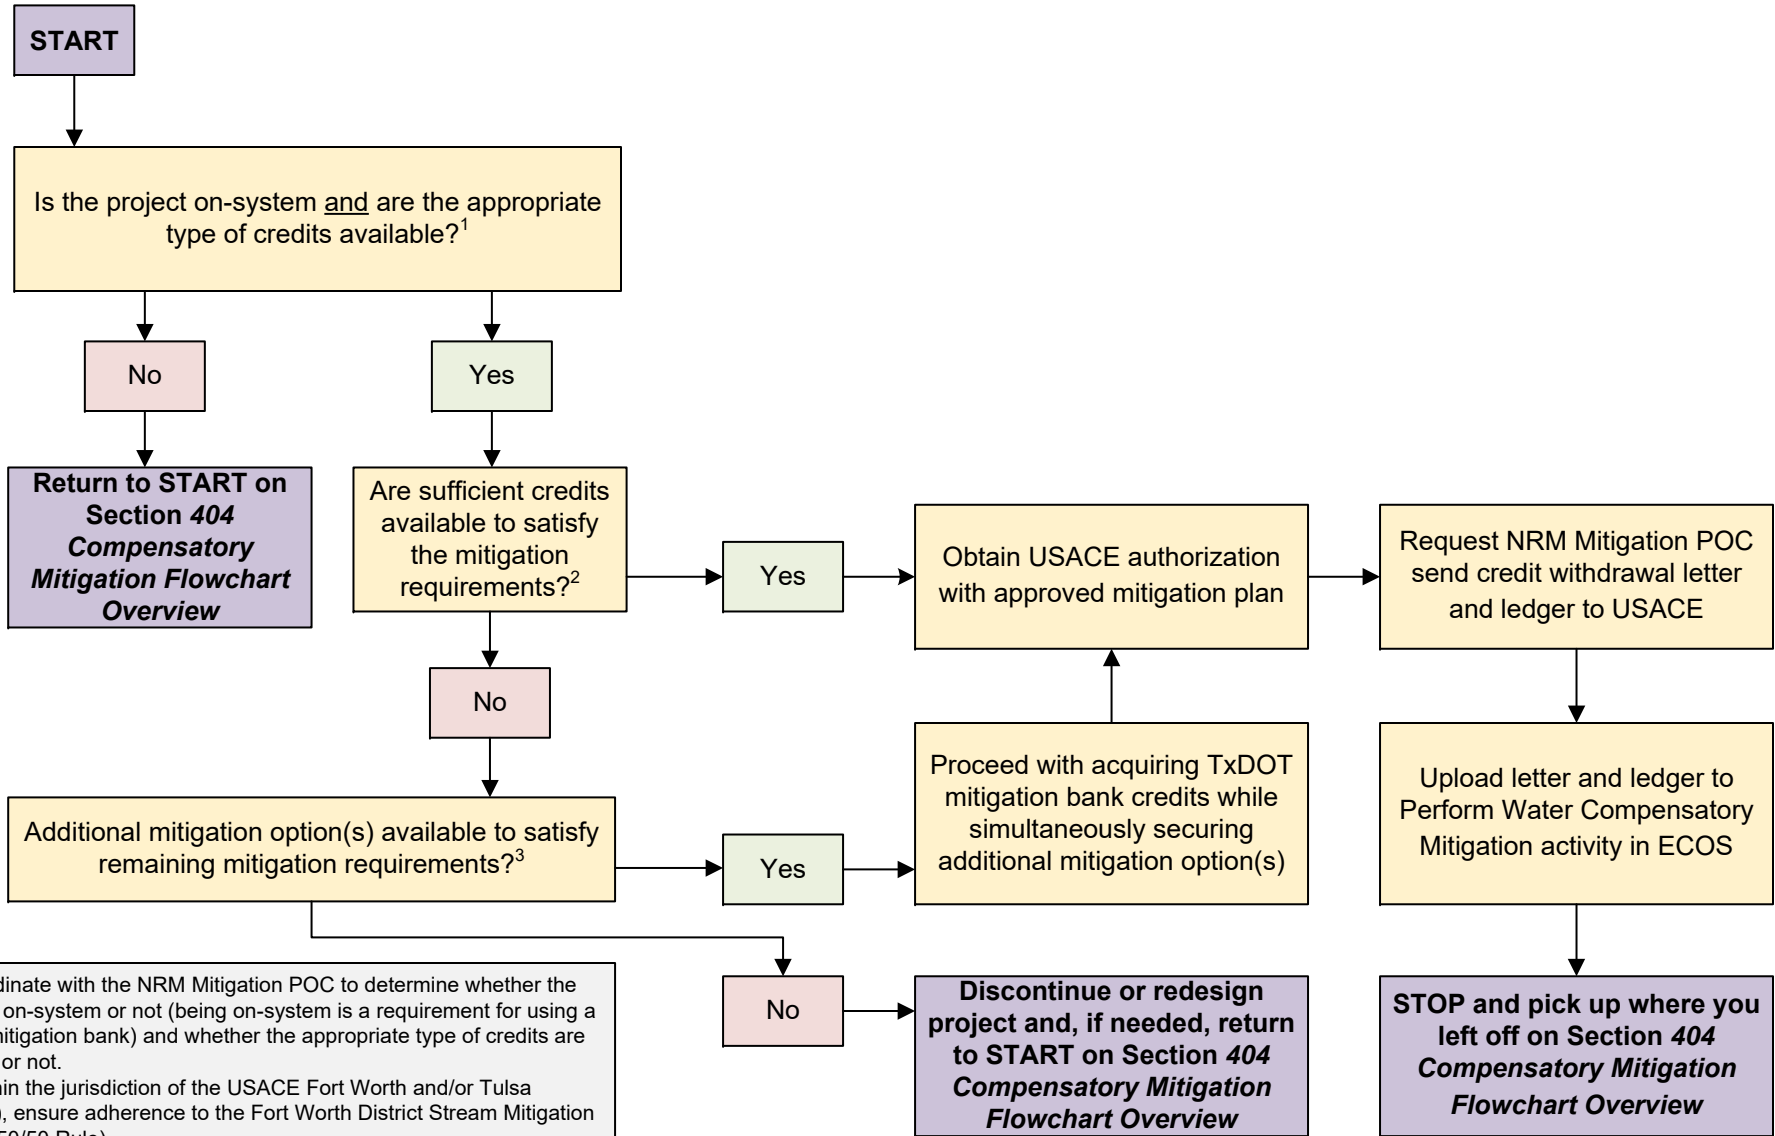 START
Is the project on-system and are the appropriate
type of credits available?1
No
Yes
Return to START on
Section 404
Compensatory
Mitigation Flowchart
Overview
Are sufficient credits
available to satisfy
the mitigation
requirements?2
Yes
Obtain USACE authorization
with approved mitigation plan
Request NRM Mitigation POC
send credit withdrawal letter
and ledger to USACE
No
Additional mitigation option(s) available to satisfy
remaining mitigation requirements?3
Yes
Proceed with acquiring TxDOT
mitigation bank credits while
simultaneously securing
additional mitigation option(s)
Upload letter and ledger to
Perform Water Compensatory
Mitigation activity in ECOS
No
Discontinue or redesign
project and, if needed, return
to START on Section 404
Compensatory Mitigation
Flowchart Overview
STOP and pick up where you
left off on Section 404
Compensatory Mitigation
Flowchart Overview
dinate with the NRM Mitigation POC to determine whether the
on-system or not (being on-system is a requirement for using a
mitigation bank) and whether the appropriate type of credits are
or not.
in the jurisdiction of the USACE Fort Worth and/or Tulsa
), ensure adherence to the Fort Worth District Stream Mitigation
50/50 Rule)